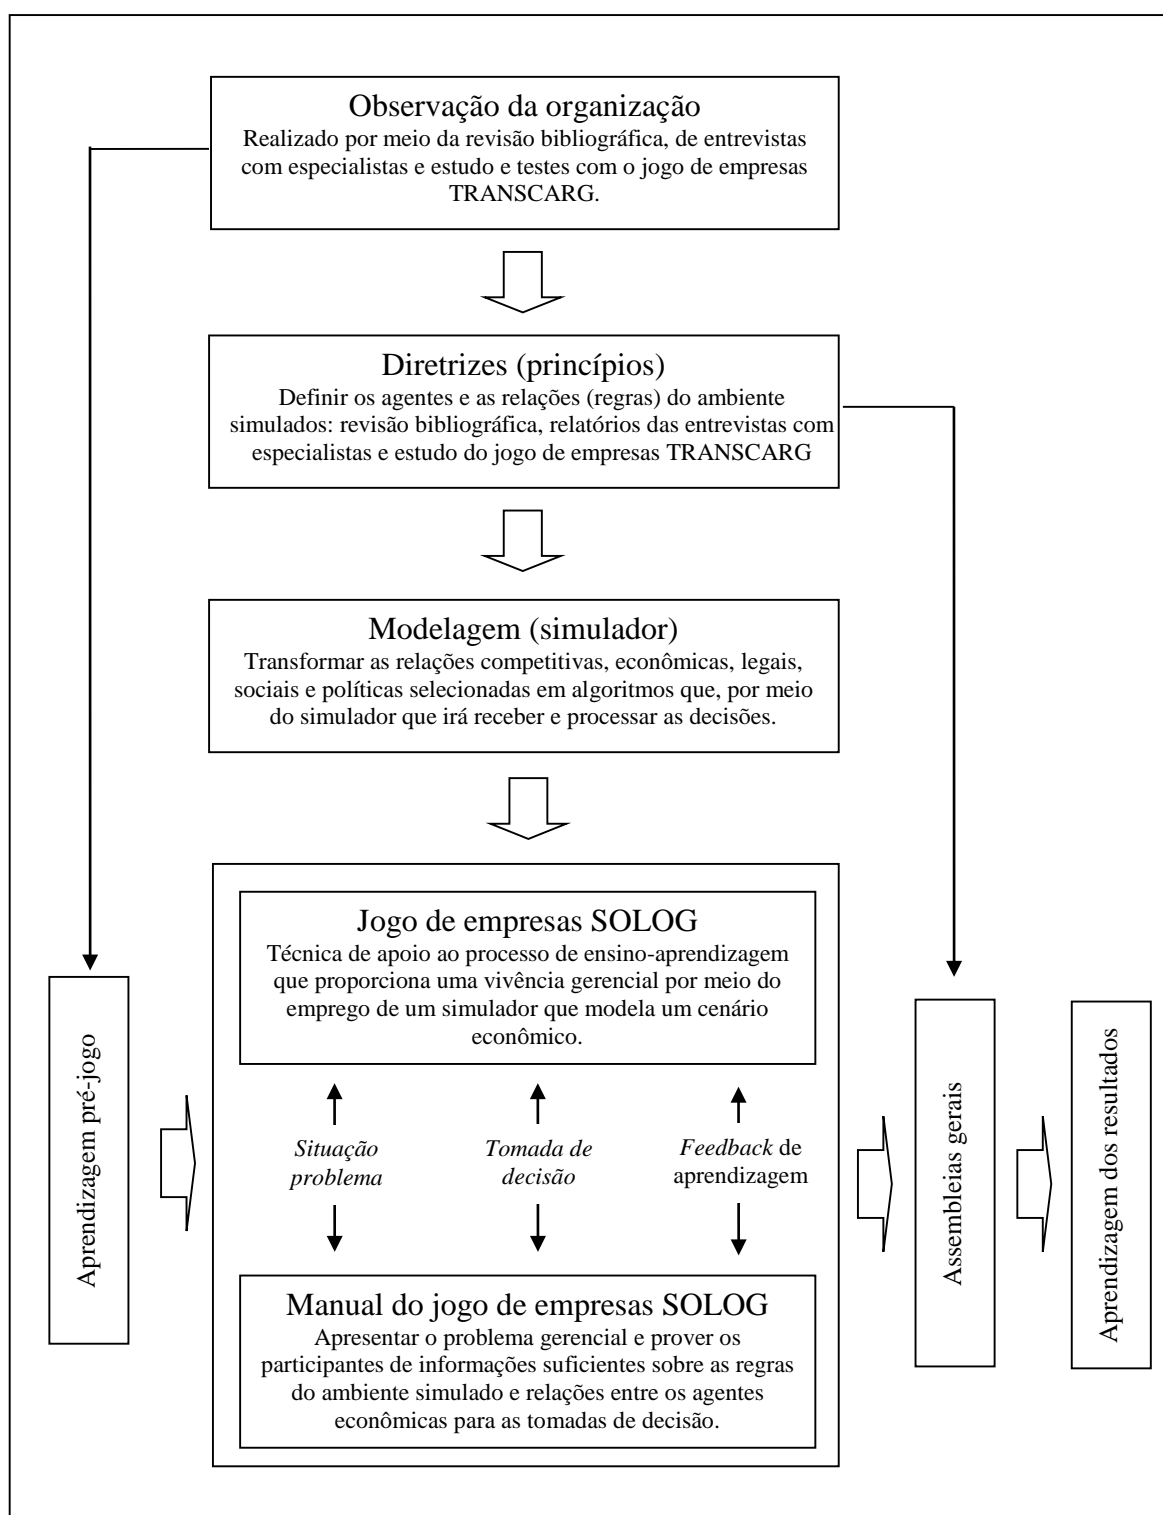 Observação da organização
Realizado por meio da revisão bibliográfica, de entrevistas
com especialistas e estudo e testes com o jogo de empresas
TRANSCARG.
Diretrizes (princípios)
Definir os agentes e as relações (regras) do ambiente
simulados: revisão bibliográfica, relatórios das entrevistas com
especialistas e estudo do jogo de empresas TRANSCARG
Modelagem (simulador)
Transformar as relações competitivas, econômicas, legais,
sociais e políticas selecionadas em algoritmos que, por meio
do simulador que irá receber e processar as decisões.
Aprendizagem pré-jogo
Jogo de empresas SOLOG
Técnica de apoio ao processo de ensino-aprendizagem
que proporciona uma vivência gerencial por meio do
emprego de um simulador que modela um cenário
econômico.
Situação
problema
Tomada de
decisão
Feedback de
aprendizagem
Manual do jogo de empresas SOLOG
Apresentar o problema gerencial e prover os
participantes de informações suficientes sobre as regras
do ambiente simulado e relações entre os agentes
econômicas para as tomadas de decisão.
Assembleias gerais
Aprendizagem dos resultados